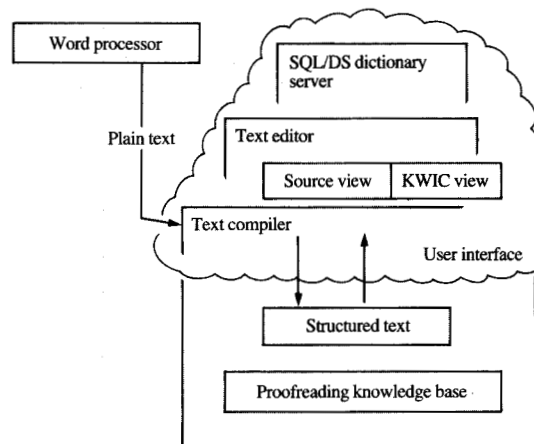 Word processor
SQL/DS dictionary
server
Plain text
Text editor
Source view
KWIC view
Text compiler
User interface
Structured text
Proofreading knowledge base